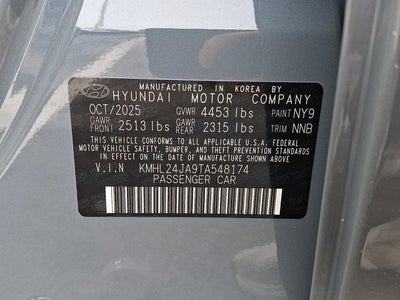 MANUFACTURED IN KOREA BY
HYUNDAI MOTOR COMPANY
OCT/2025 GVWR 4453 lbs PAINT NY9
GAWR FRONT 2513 lbs GAWR REAR 2315 lbs TRIM NNB
THIS VEHICLE CONFORMS TO ALL APPLICABLE U.S.A. FEDERAL
MOTOR VEHICLE SAFETY, BUMPER, AND THEFT PREVENTION
STANDARDS IN EFFECT ON THE DATE OF MANUFACTURE SHOWN ABOVE.
V.I.N KMHL24JA9TA548174
PASSENGER CAR